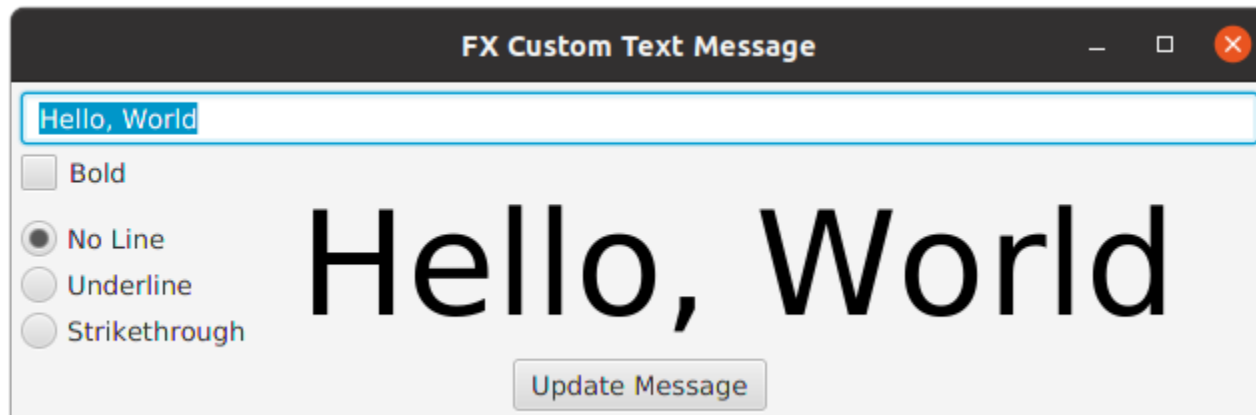 FX Custom Text Message
Hello, World
Bold
No Line
Underline
Strikethrough
Hello, World
Update Message